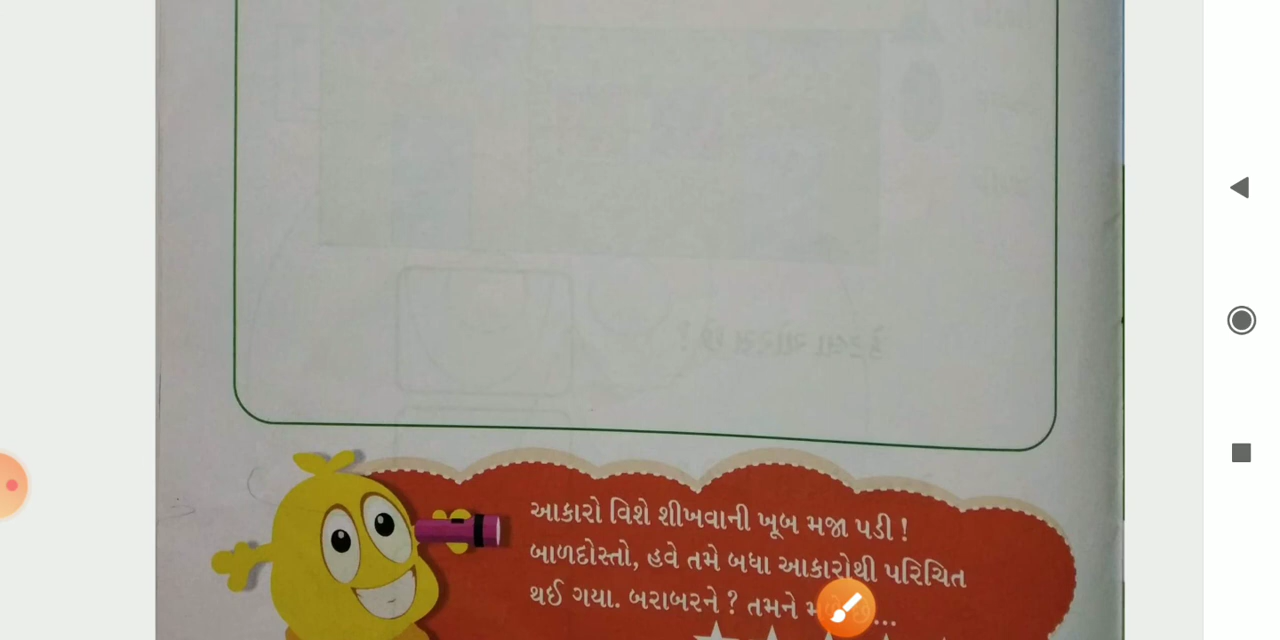 આકારો વિશે શીખવાની ખૂબ મજા પડી !
બાળદોસ્તો, હવે તમે બધા આકારોથી પરિચિત
થઈ ગયા. બરાબરને ? તમને